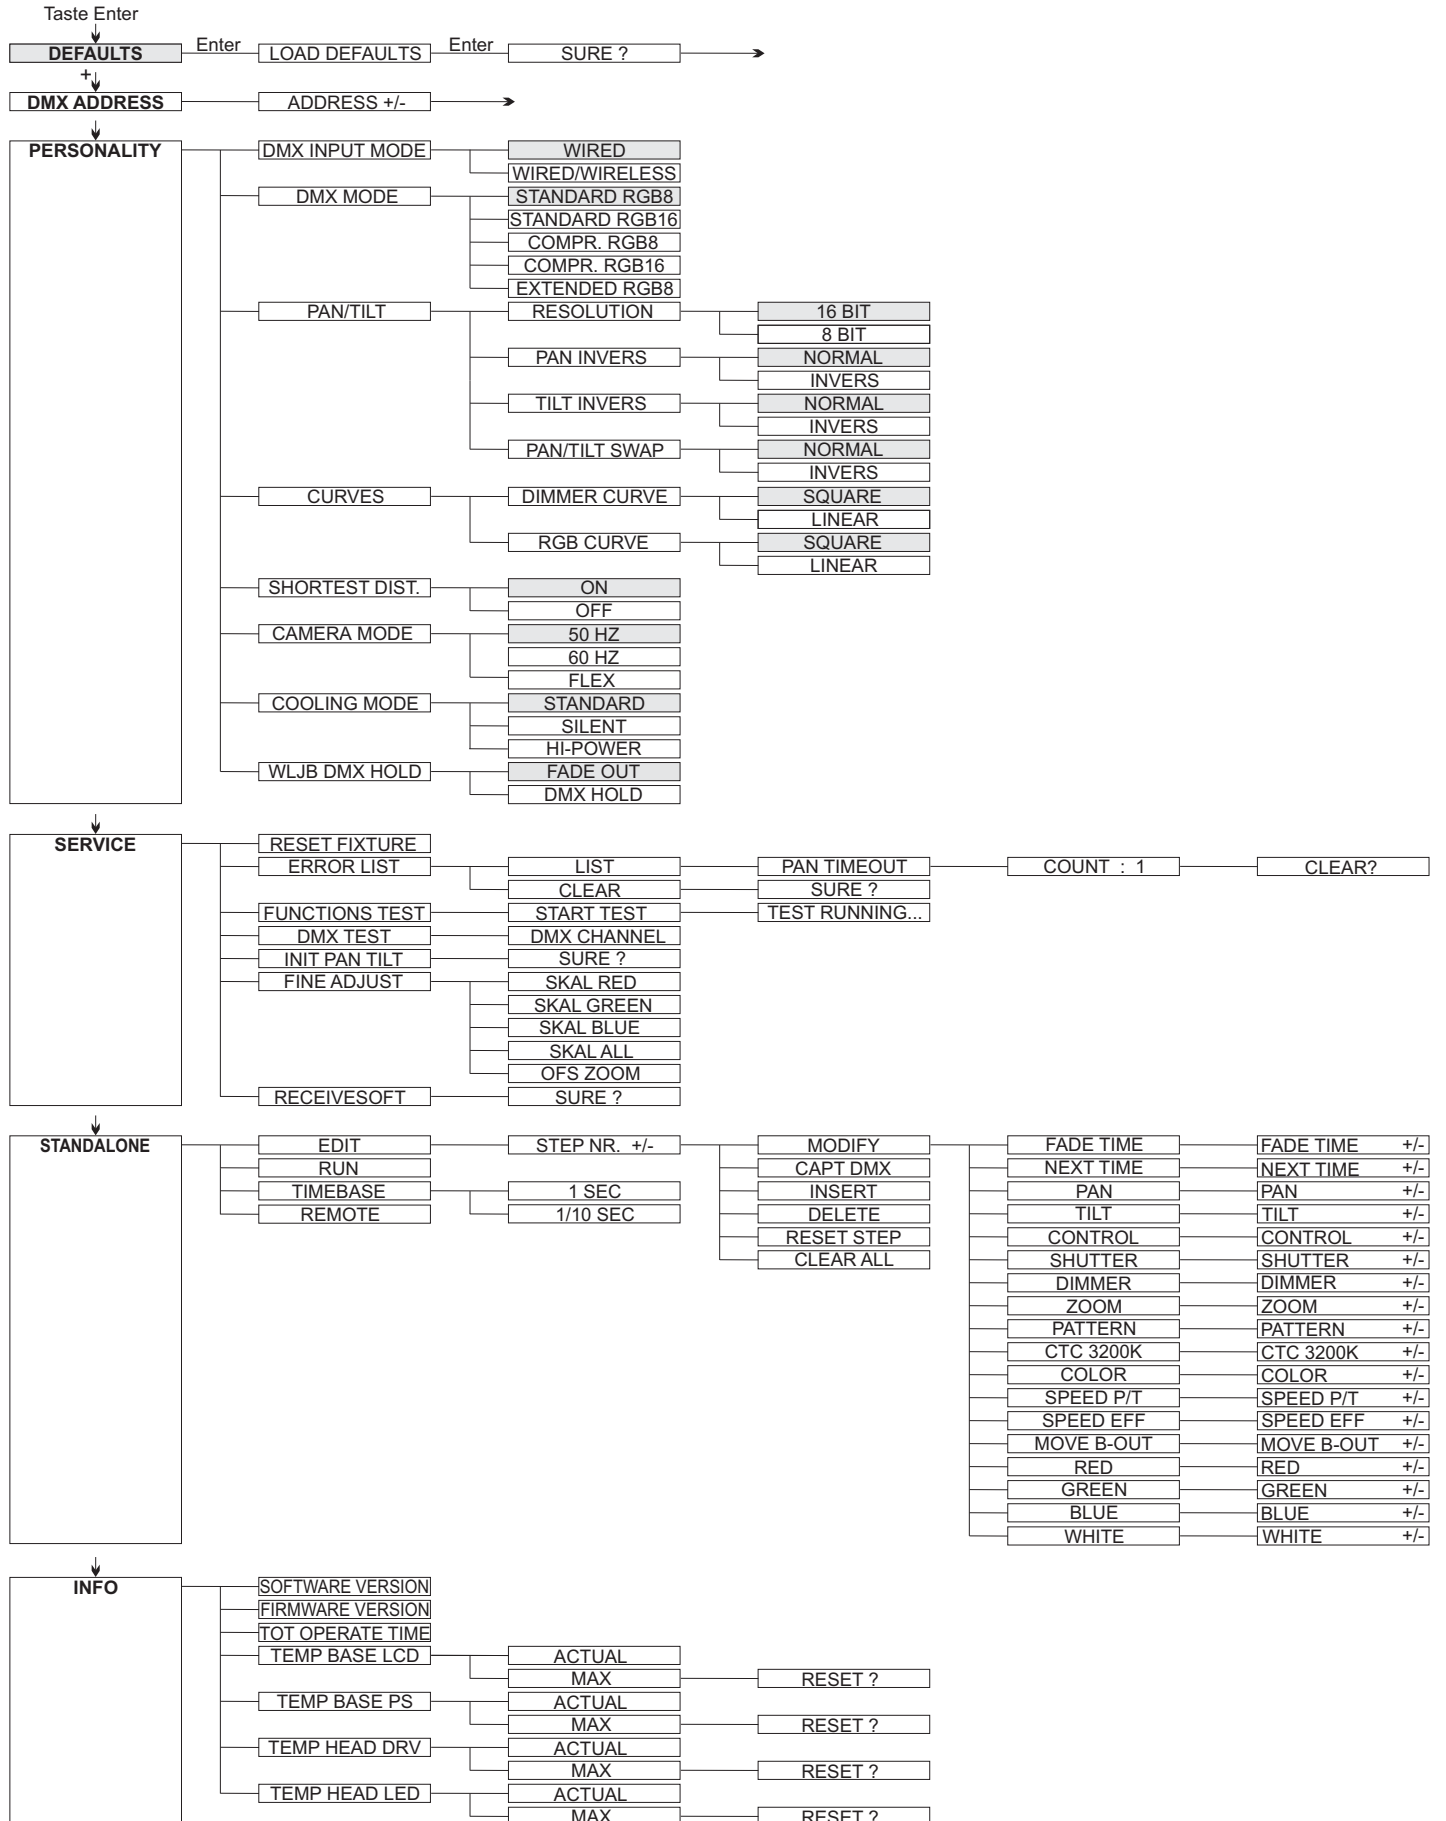 Taste Enter
DEFAULTS Enter LOAD DEFAULTS Enter SURE ?
+
DMX ADDRESS ADDRESS +/-
PERSONALITY DMX INPUT MODE WIRED
WIRED/WIRELESS
DMX MODE STANDARD RGB8
STANDARD RGB16
COMPR. RGB8
COMPR. RGB16
EXTENDED RGB8
PAN/TILT RESOLUTION 16 BIT
8 BIT
PAN INVERS NORMAL
INVERS
TILT INVERS NORMAL
INVERS
PAN/TILT SWAP NORMAL
INVERS
CURVES DIMMER CURVE SQUARE
LINEAR
RGB CURVE SQUARE
LINEAR
SHORTEST DIST. ON
OFF
CAMERA MODE 50 HZ
60 HZ
FLEX
COOLING MODE STANDARD
SILENT
HI-POWER
WLJB DMX HOLD FADE OUT
DMX HOLD
SERVICE RESET FIXTURE
ERROR LIST LIST PAN TIMEOUT COUNT : 1 CLEAR?
CLEAR SURE ?
FUNCTIONS TEST START TEST TEST RUNNING...
DMX TEST DMX CHANNEL
INIT PAN TILT SURE ?
FINE ADJUST SKAL RED
SKAL GREEN
SKAL BLUE
SKAL ALL
OFS ZOOM
RECEIVESOFT SURE ?
STANDALONE EDIT STEP NR. +/- MODIFY FADE TIME FADE TIME +/-
RUN CAPT DMX NEXT TIME NEXT TIME +/-
TIMEBASE 1 SEC INSERT PAN PAN +/-
REMOTE 1/10 SEC DELETE TILT TILT +/-
RESET STEP CONTROL CONTROL +/-
CLEAR ALL SHUTTER SHUTTER +/-
DIMMER DIMMER +/-
ZOOM ZOOM +/-
PATTERN PATTERN +/-
CTC 3200K CTC 3200K +/-
COLOR COLOR +/-
SPEED P/T SPEED P/T +/-
SPEED EFF SPEED EFF +/-
MOVE B-OUT MOVE B-OUT +/-
RED RED +/-
GREEN GREEN +/-
BLUE BLUE +/-
WHITE WHITE +/-
INFO SOFTWARE VERSION
FIRMWARE VERSION
TOT OPERATE TIME
TEMP BASE LCD ACTUAL
MAX RESET ?
TEMP BASE PS ACTUAL
MAX RESET ?
TEMP HEAD DRV ACTUAL
MAX RESET ?
TEMP HEAD LED ACTUAL
MAX RESET ?